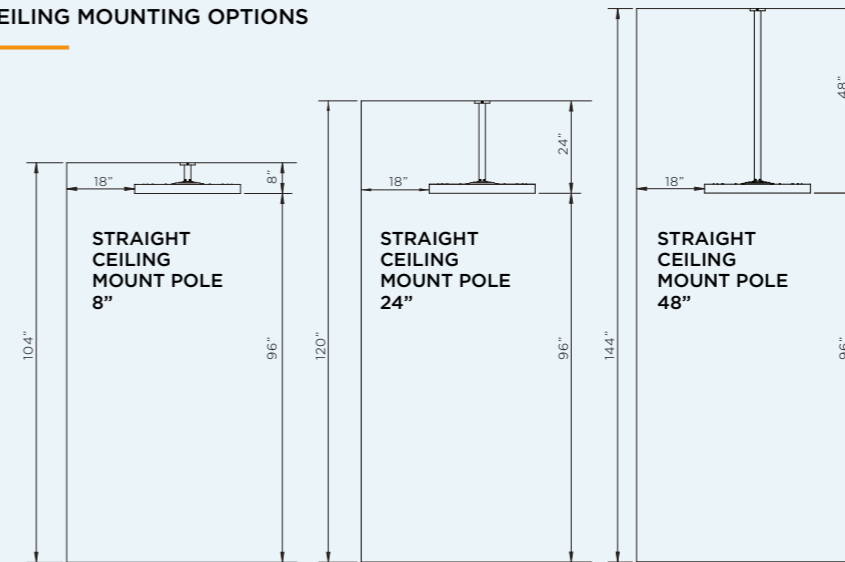 EILING MOUNTING OPTIONS
18”
8”
STRAIGHT
CEILING
MOUNT POLE
8”
104”
96”
24”
18”
STRAIGHT
CEILING
MOUNT POLE
24”
120”
96”
48”
18”
STRAIGHT
CEILING
MOUNT POLE
48”
144”
96”